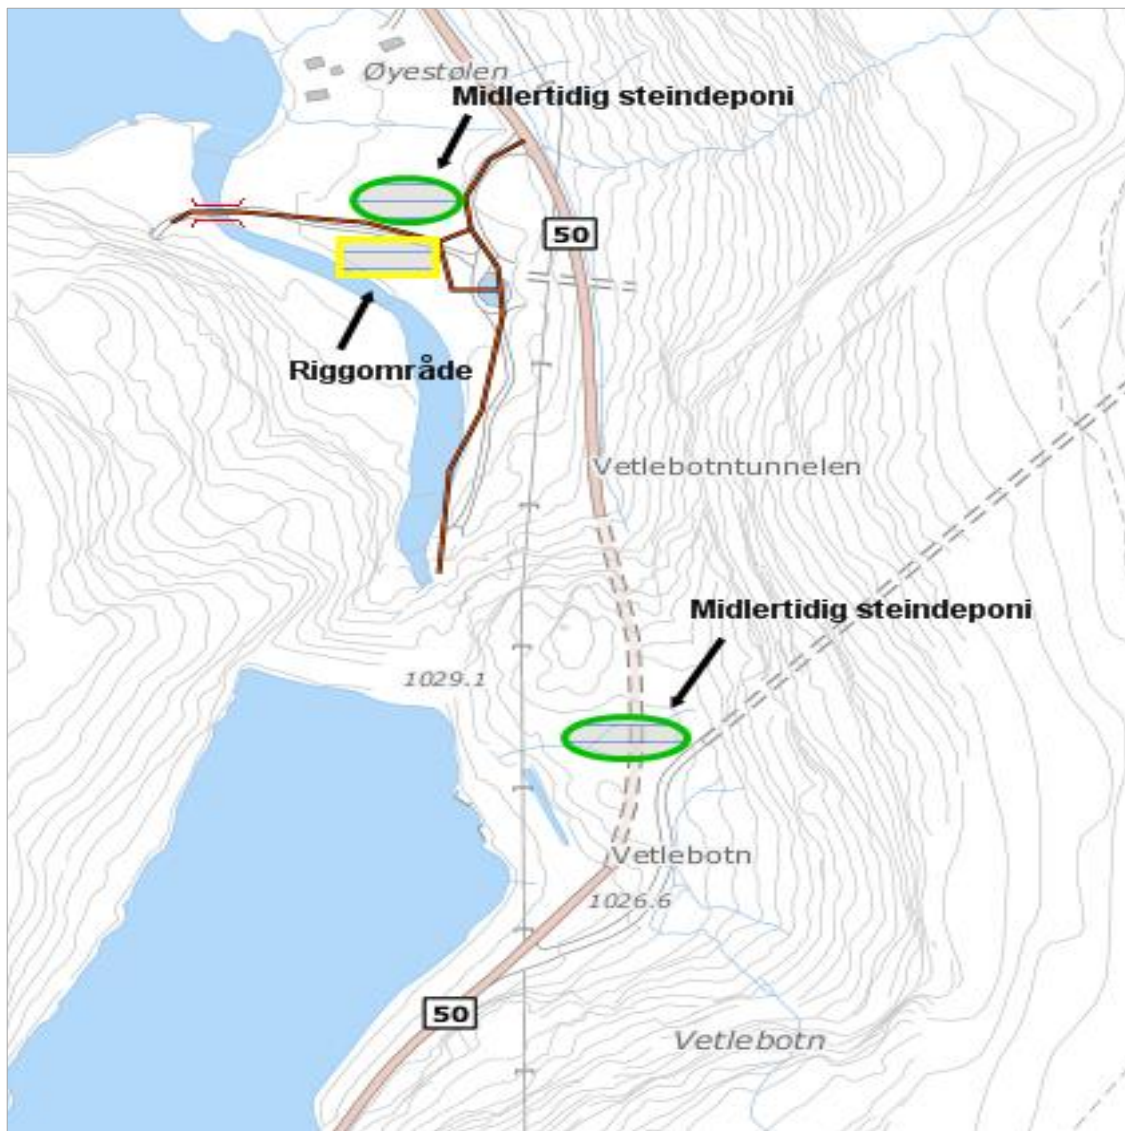 Øyestølen
Midlertidig steindeponi
50
Riggområde
Vetlebotntunnelen
Midlertidig steindeponi
1029.1
Vetlebotn
1026.6
50
Vetlebotn